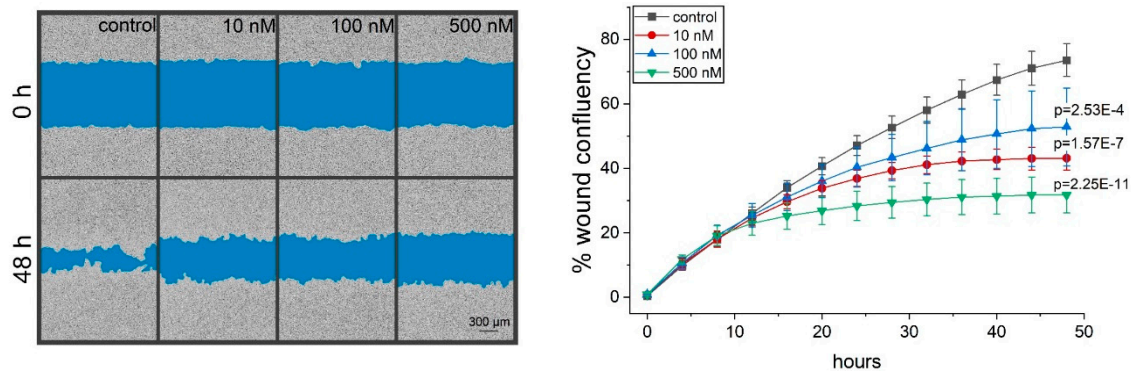 control 10 nM 100 nM 500 nM
0 h
48 h
300 µm
% wound confluency
80
60
40
20
0
control
10 nM
100 nM
500 nM
p=2.53E-4
p=1.57E-7
p=2.25E-11
0 10 20 30 40 50
hours